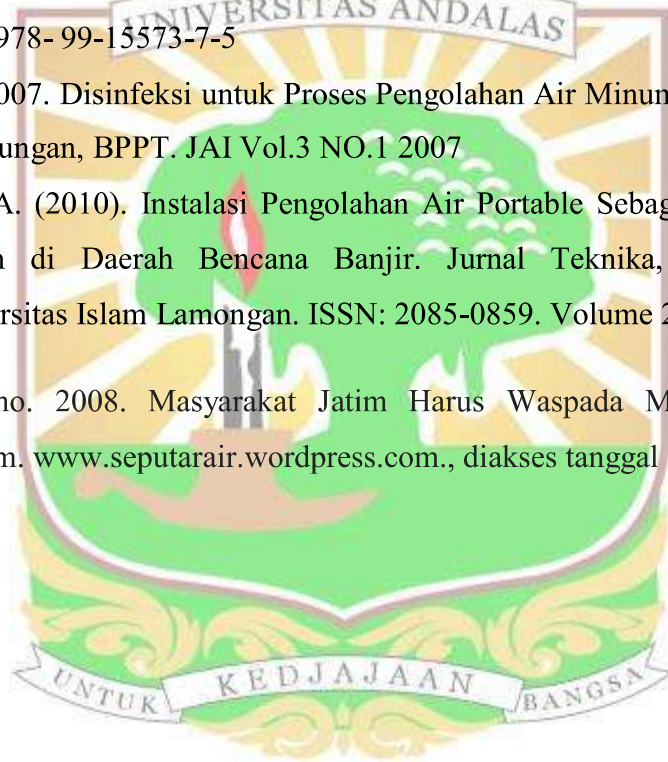 UNIVERSITAS ANDALAS
978- 99-15573-7-5
007. Disinfeksi untuk Proses Pengolahan Air Minum
ungan, BPPT. JAI Vol.3 NO.1 2007
A. (2010). Instalasi Pengolahan Air Portable Sebag
di Daerah Bencana Banjir. Jurnal Teknika,
rsitas Islam Lamongan. ISSN: 2085-0859. Volume 2
no. 2008. Masyarakat Jatim Harus Waspada M
m. www.seputarair.wordpress.com., diakses tanggal
UNTUK KEDJAJAAN BANGSA